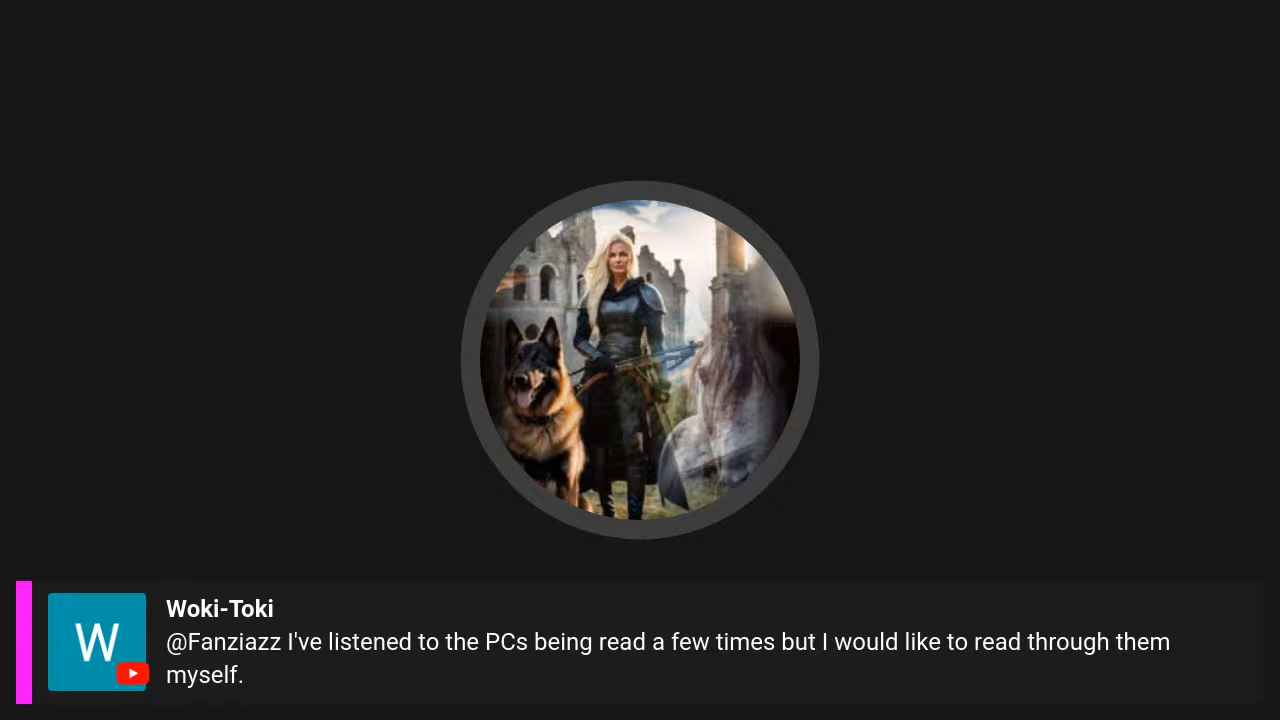 W
Woki-Toki
@Fanziazz I've listened to the PCs being read a few times but I would like to read through them
myself.